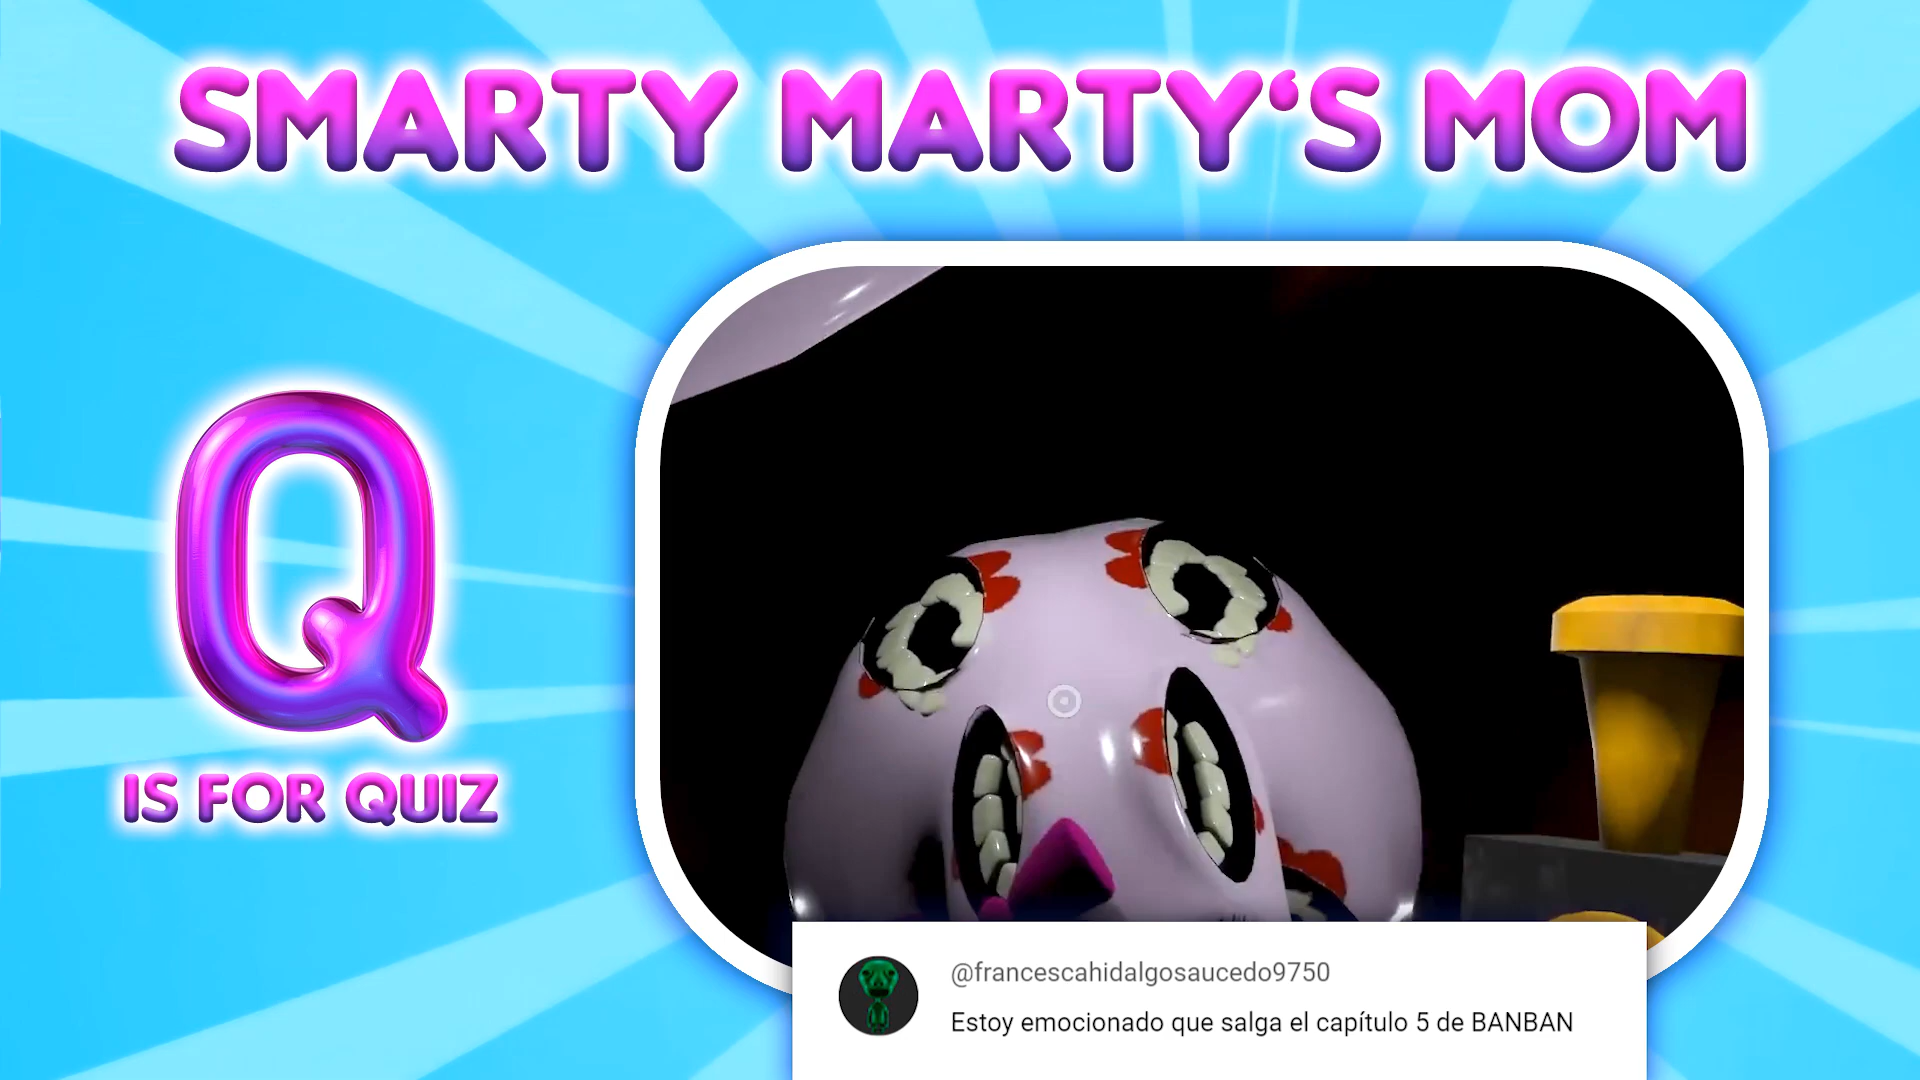 SMARTY MARTY‘S MOM
Q
IS FOR QUIZ
@francescahidalgosaucedo9750
Estoy emocionado que salga el capítulo 5 de BANBAN